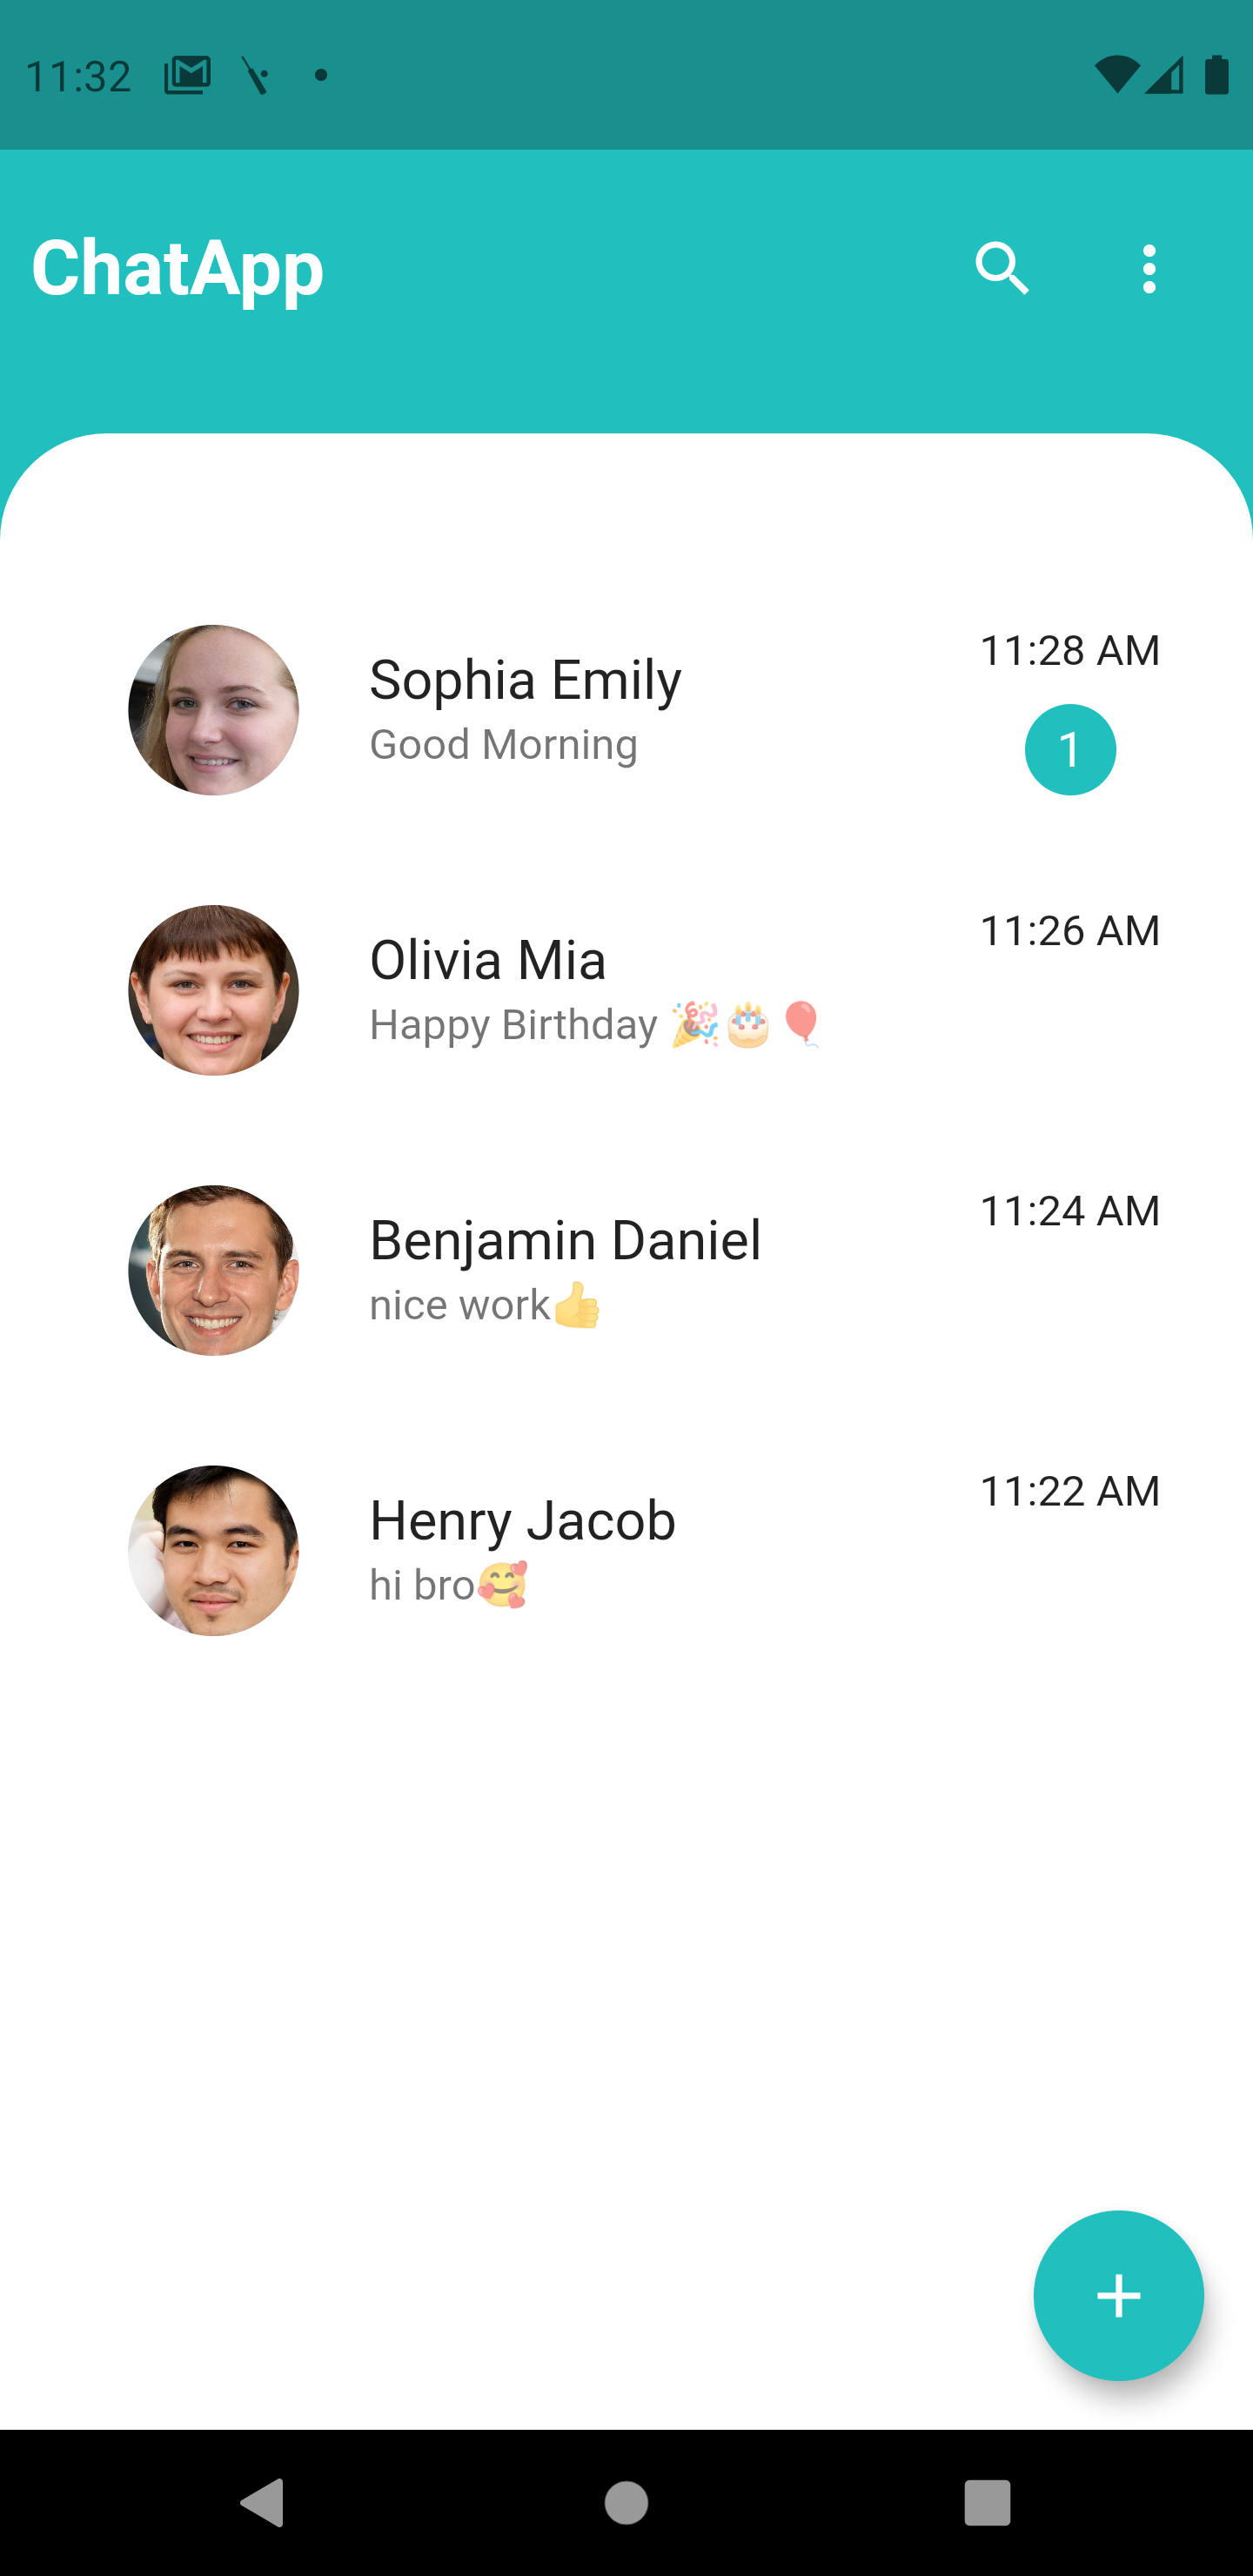 11:32
ChatApp
Sophia Emily
11:28 AM
Good Morning
1
Olivia Mia
11:26 AM
Happy Birthday 🎉🎂🎈
Benjamin Daniel
11:24 AM
nice work👍
Henry Jacob
11:22 AM
hi bro🥰